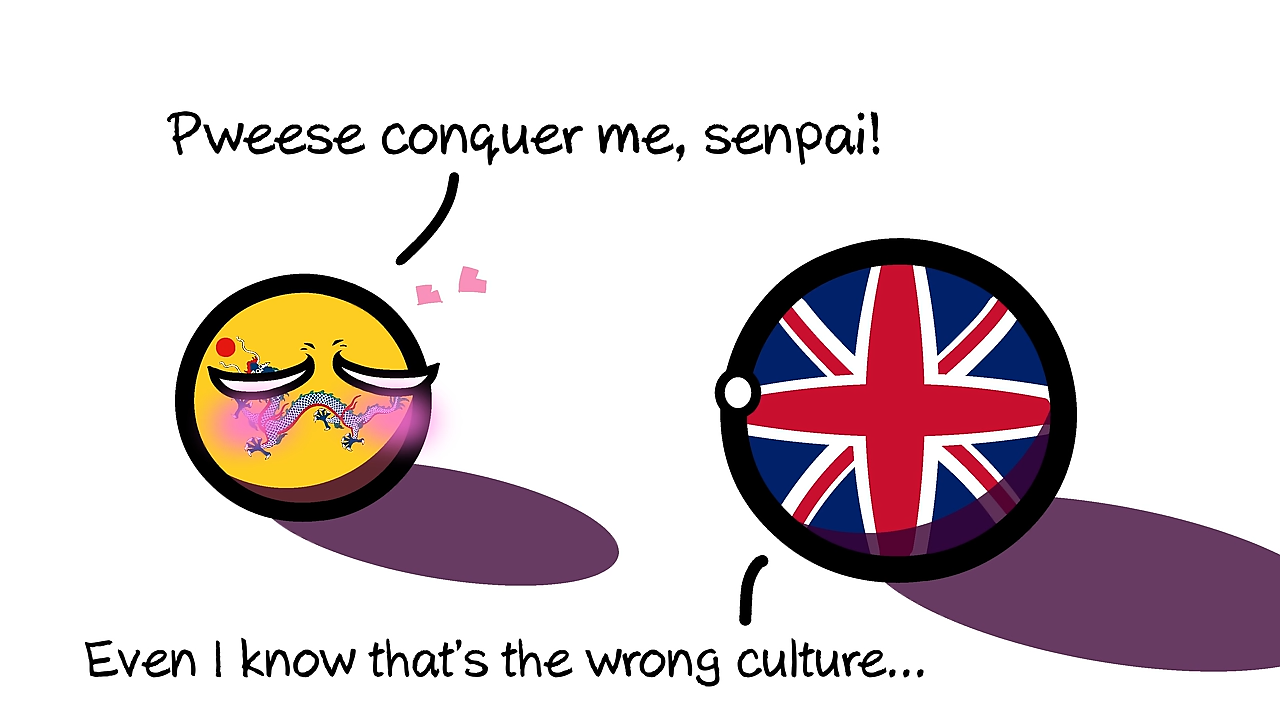 Pweese conquer me, senpai!
Even I know that's the wrong culture...